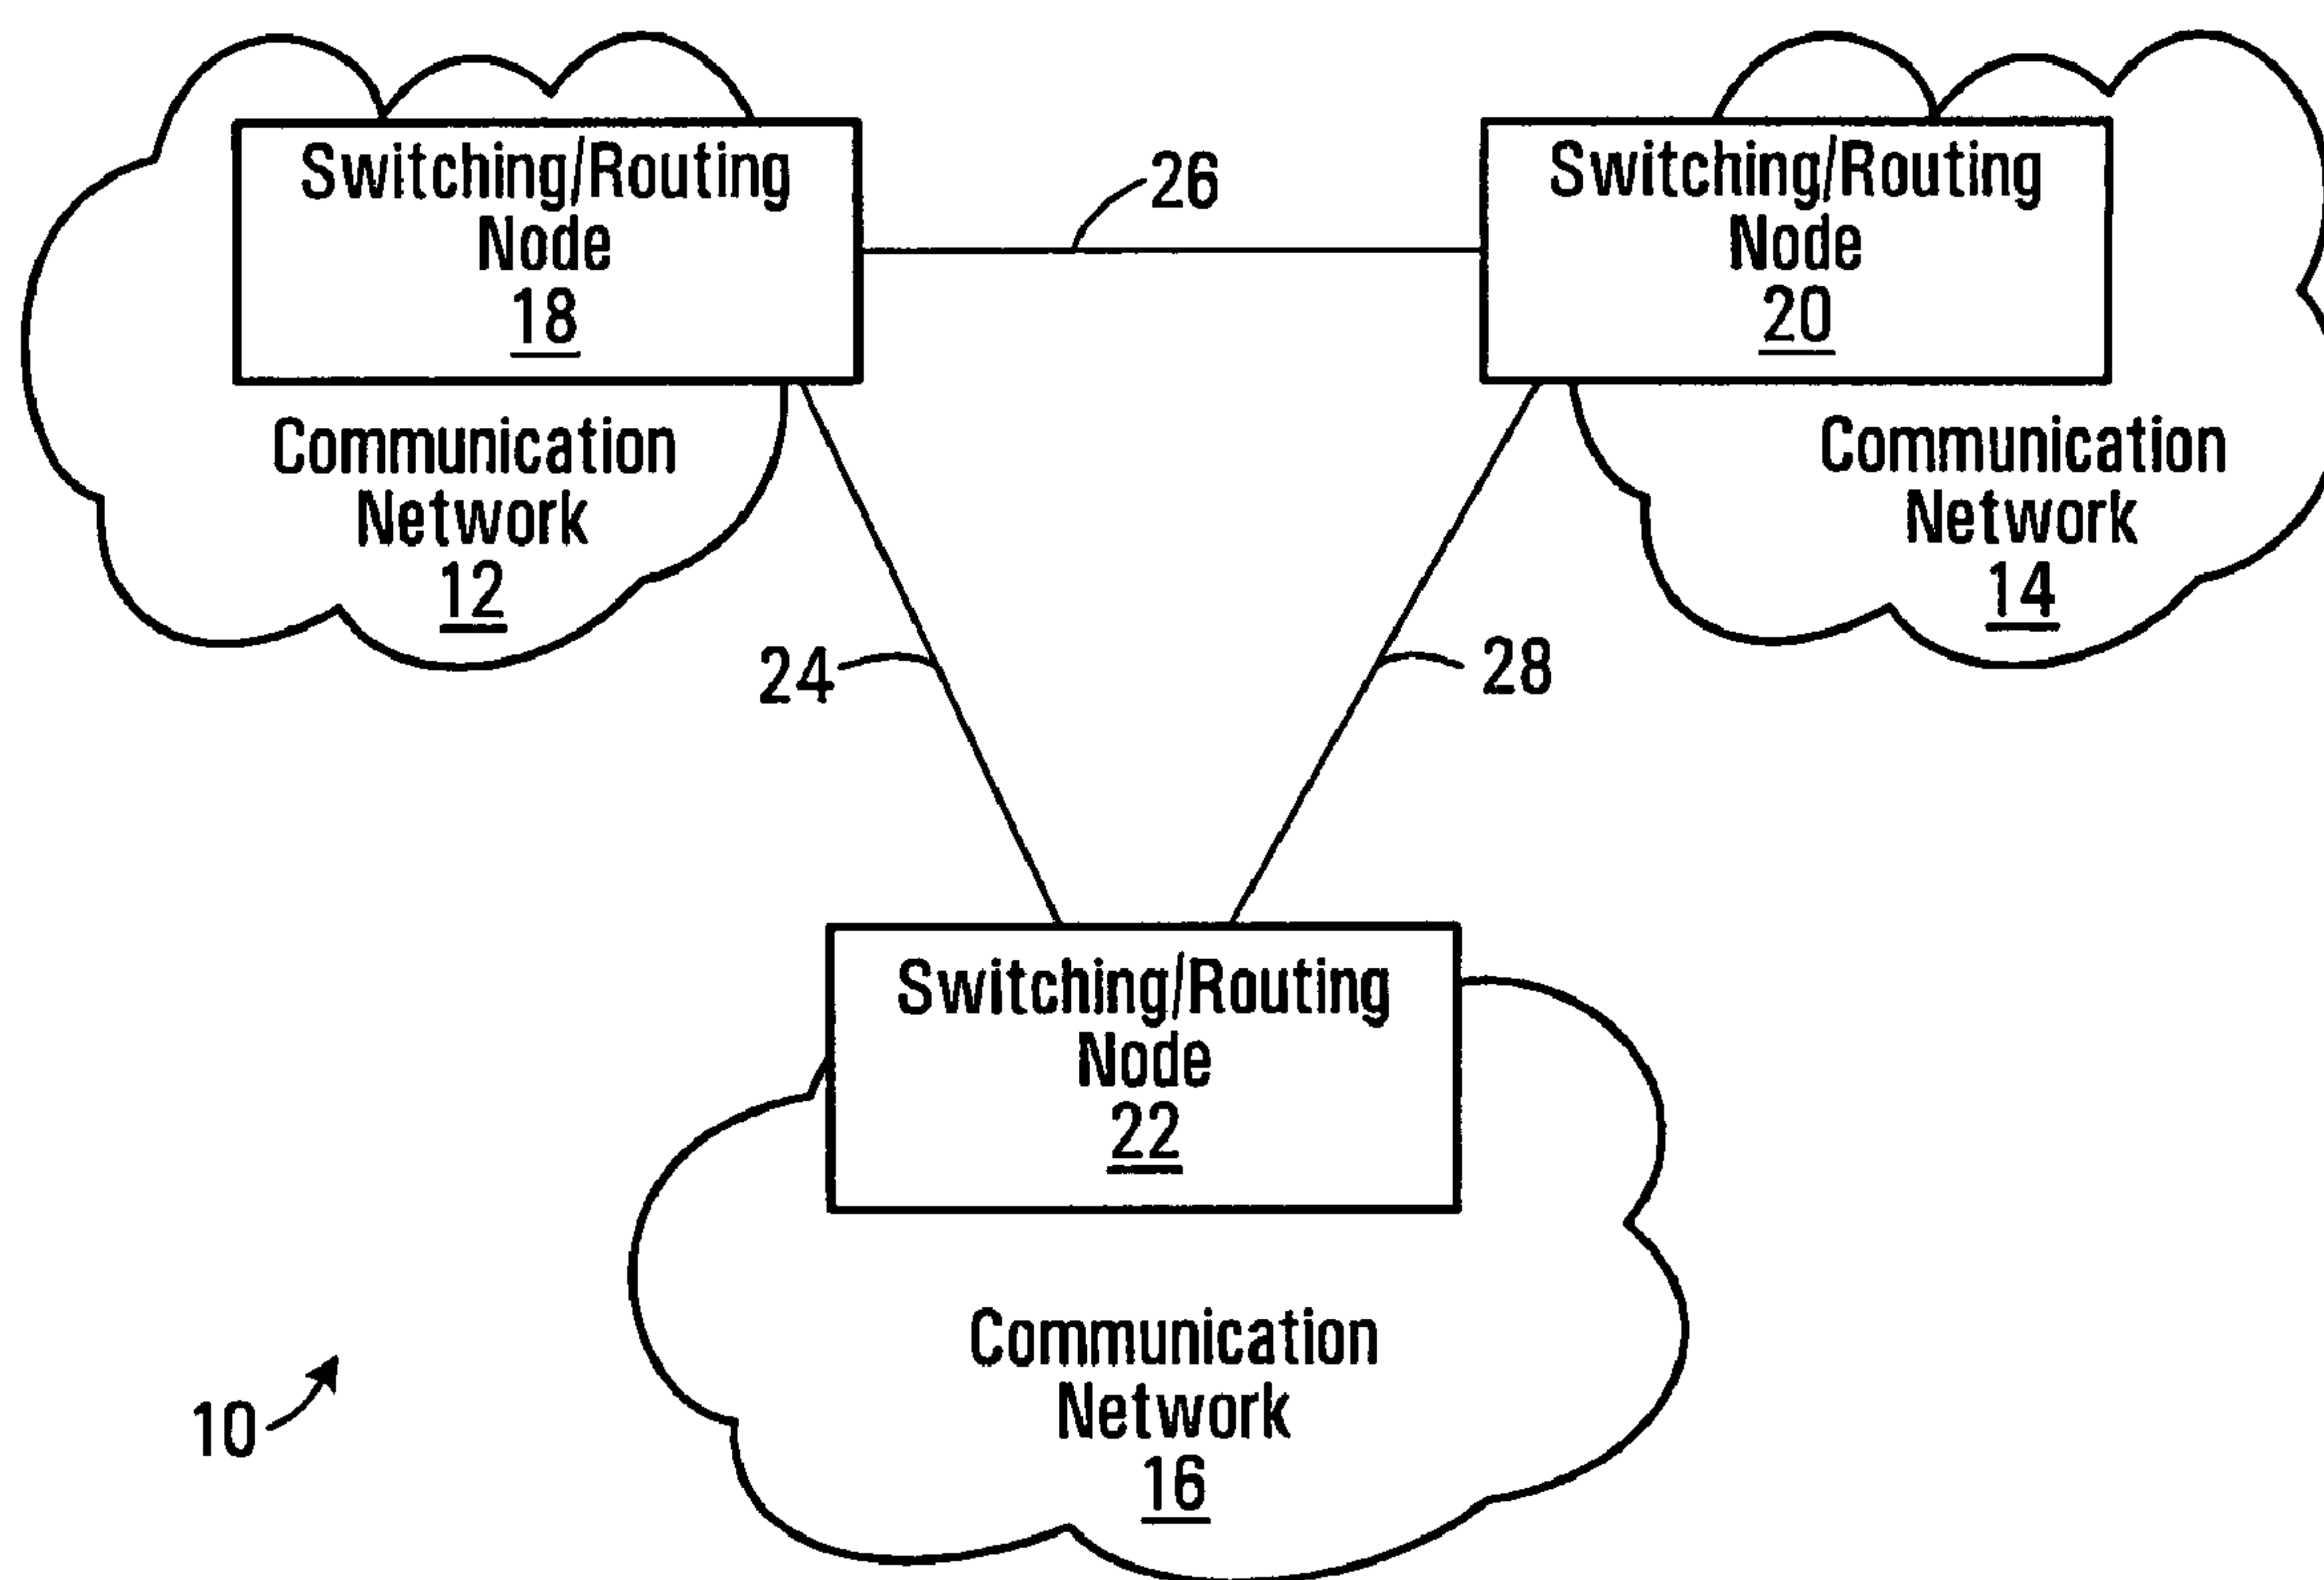 Switching/Routing
Node
18
Communication
Network
12
26
Switching/Routing
Node
20
Communication
Network
14
24
28
Switching/Routing
Node
22
Communication
Network
16
10